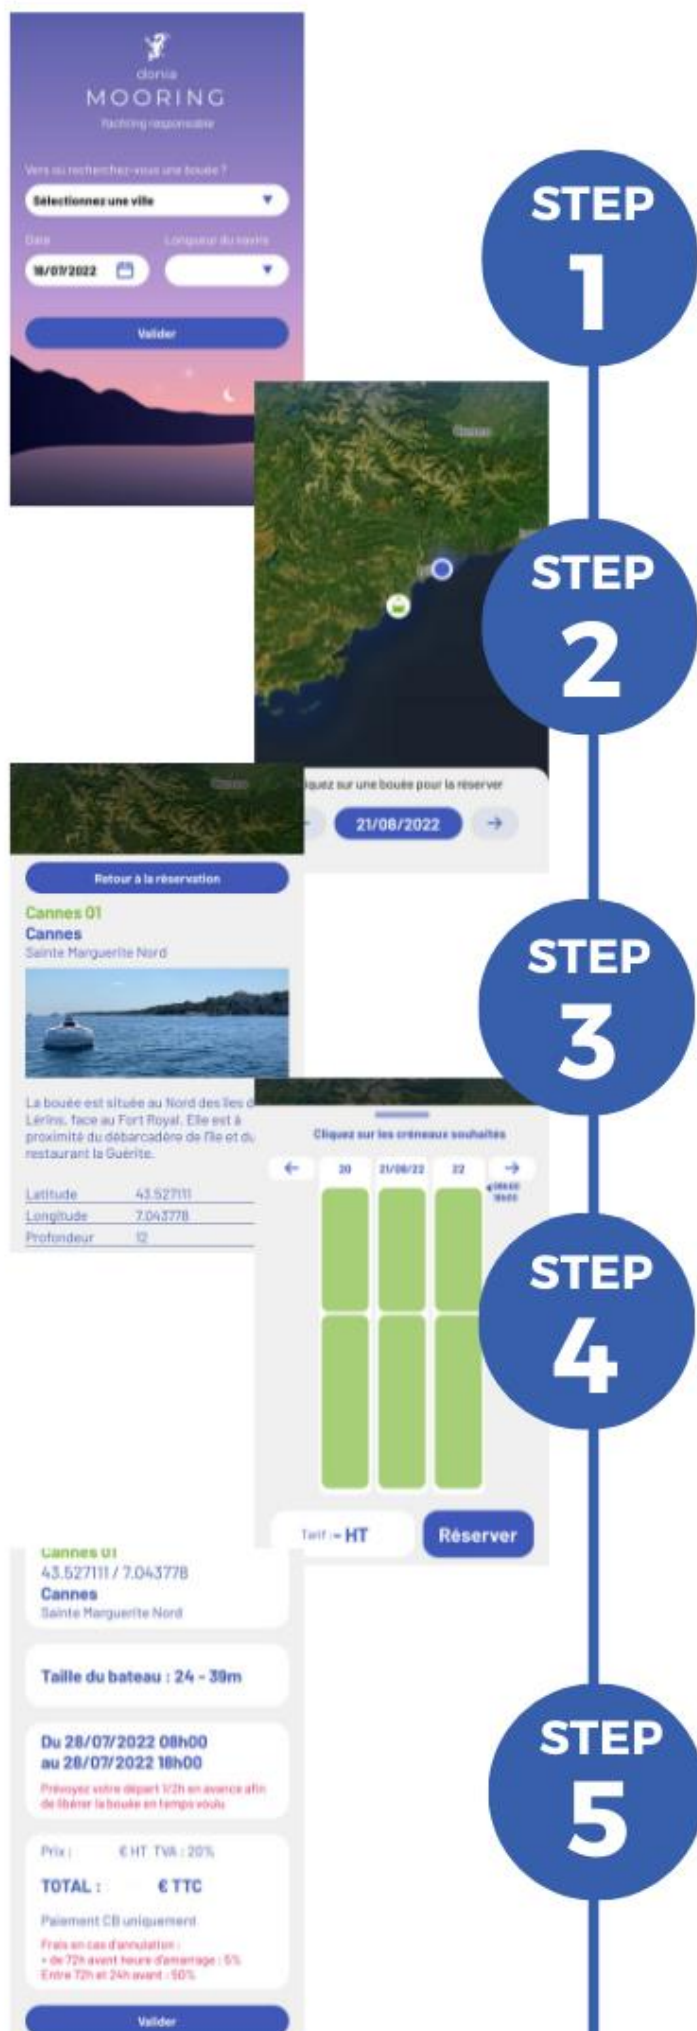 donia
MOORING
Yachting responsable
Vers où recherchez-vous une bouée ?
Sélectionnez une ville
Date
Longueur du navire
18/07/2022
Valider
STEP
1
STEP
2
quez sur une bouée pour la réserver
21/08/2022
Retour à la réservation
Cannes 01
Cannes
Sainte Marguerite Nord
STEP
3
La bouée est située au Nord des îles d
Lérins, face au Fort Royal. Elle est à
proximité du débarcadère de l'île et du
restaurant la Guérite.
Latitude 43.527111
Longitude 7.043778
Profondeur 12
Cliquez sur les créneaux souhaités
20 21/08/22 22
STEP
4
Tarif : - HT
Réserver
Cannes 01
43.527111 / 7.043778
Cannes
Sainte Marguerite Nord
Taille du bateau : 24 - 39m
STEP
5
Du 28/07/2022 08h00
au 28/07/2022 18h00
Prévoyez votre départ 1/2h en avance afin
de libérer la bouée en temps voulu
Prix : € HT TVA : 20%
TOTAL : € TTC
Paiement CB uniquement
Frais en cas d'annulation :
+ de 72h avant heure d'amarrage : 5%
Entre 72h et 24h avant : 50%
Valider